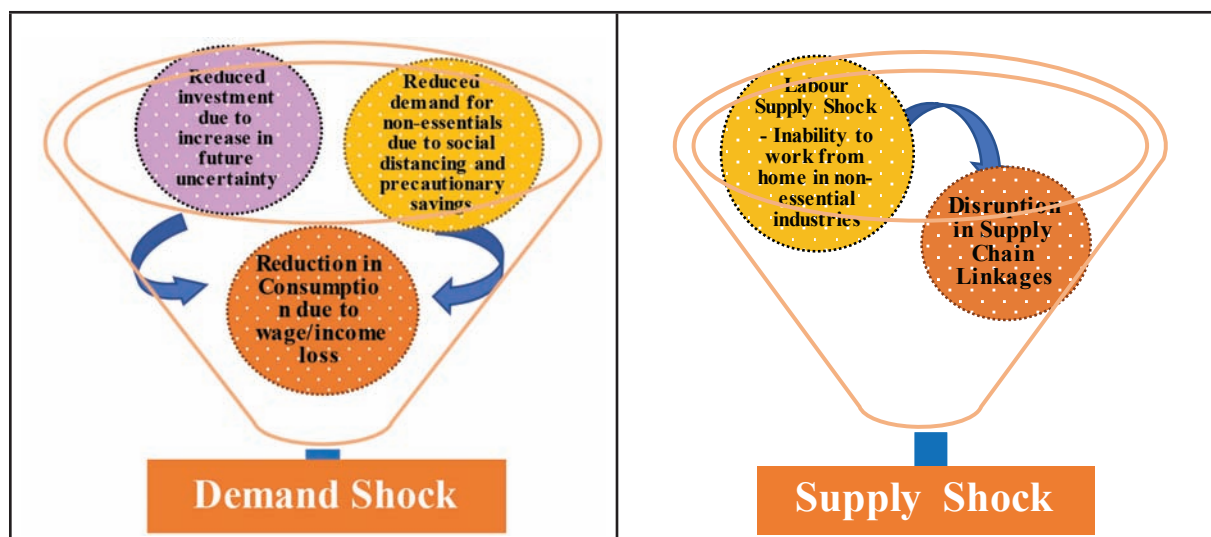 Reduced
investment
due to
increase in
future
uncertainty
Reduced
demand for
non-essentials
due to social
distancing and
precautionary
savings
Reduction in
Consumptio
n due to
wage/income
loss
Demand Shock
Labour
Supply Shock
- Inability to
work from
home in non-
essential
industries
Disruption
in Supply
Chain
Linkages
Supply Shock